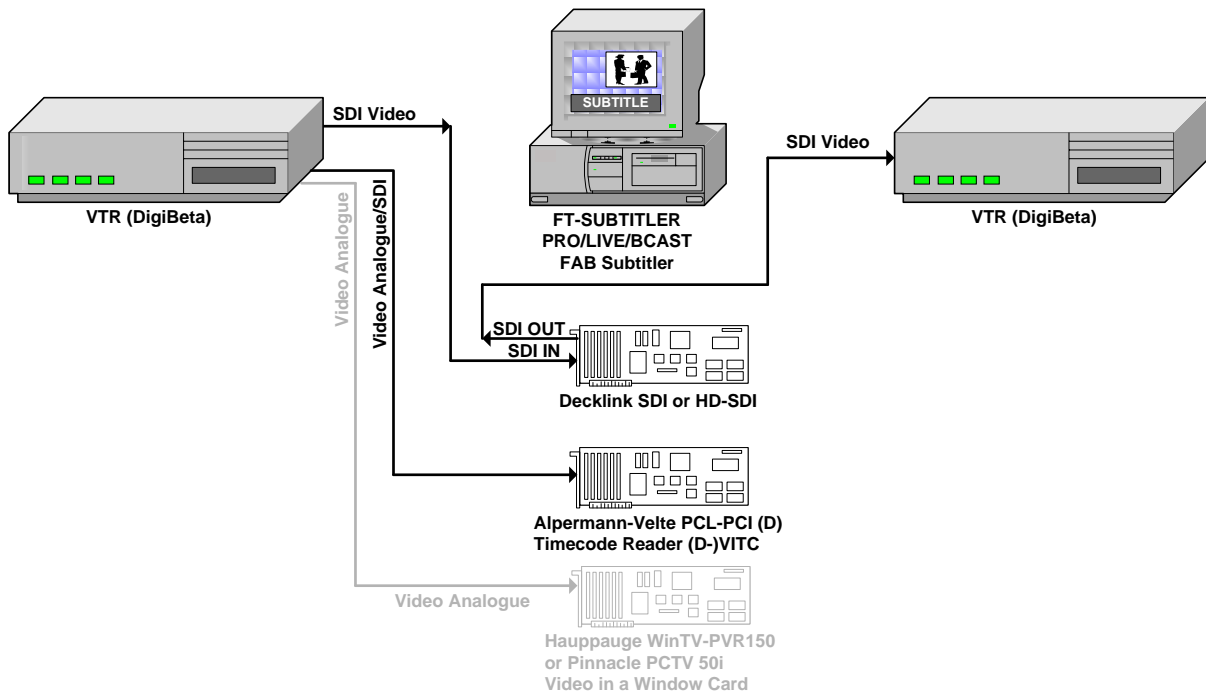 SUBTITLE
SDI Video
SDI Video
VTR (DigiBeta)
FT-SUBTITLER
PRO/LIVE/BCAST
FAB Subtitler
VTR (DigiBeta)
Video Analogue
Video Analogue/SDI
SDI OUT
SDI IN
Decklink SDI or HD-SDI
Alpermann-Velte PCL-PCI (D)
Timecode Reader (D-)VITC
Video Analogue
Hauppauge WinTV-PVR150
or Pinnacle PCTV 50i
Video in a Window Card